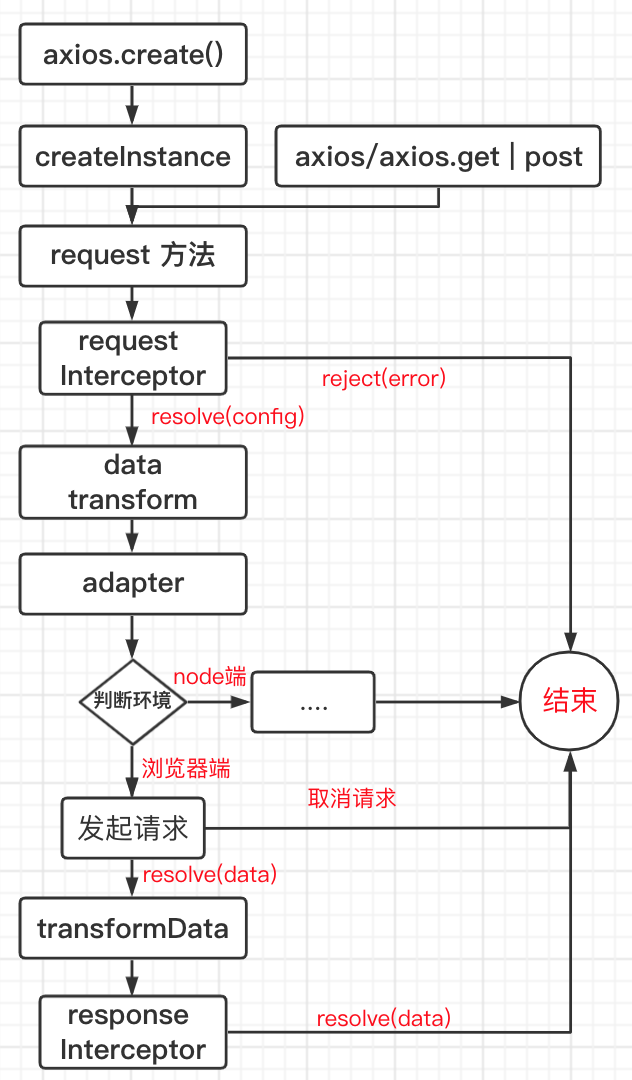 axios.create()
createInstance
axios/axios.get | post
request 方法
request
Interceptor
reject(error)
resolve(config)
data
transform
adapter
node端
判断环境
....
结束
浏览器端
取消请求
发起请求
resolve(data)
transformData
response
Interceptor
resolve(data)